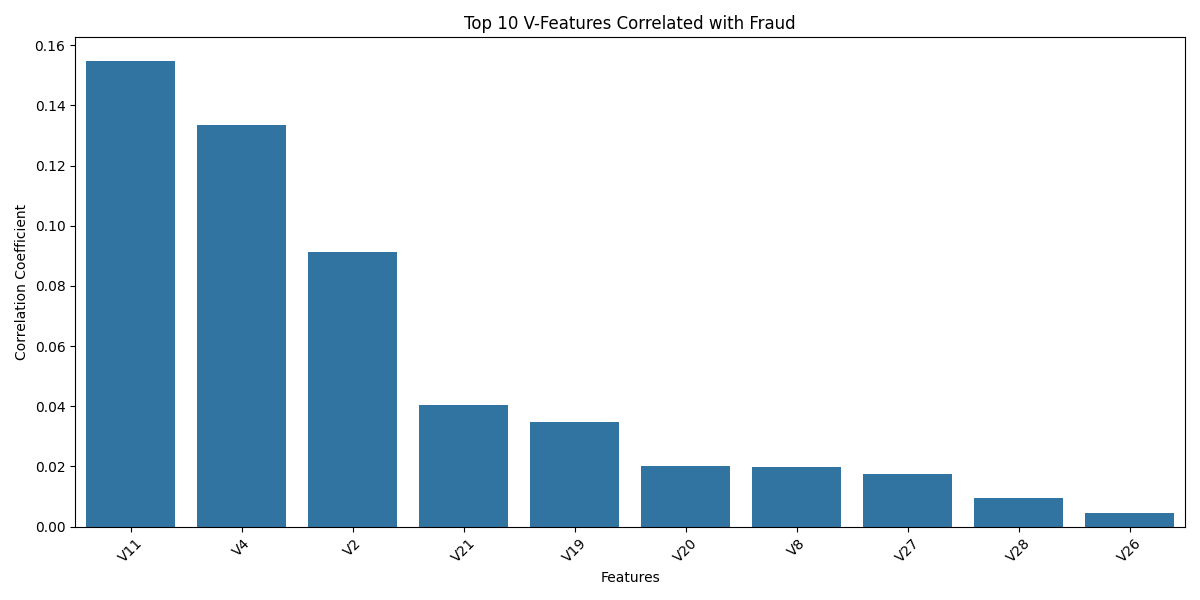 Top 10 V-Features Correlated with Fraud
Correlation Coefficient
0.16
0.14
0.12
0.10
0.08
0.06
0.04
0.02
0.00
V11
V4
V2
V21
V19
V20
V8
V27
V28
V26
Features